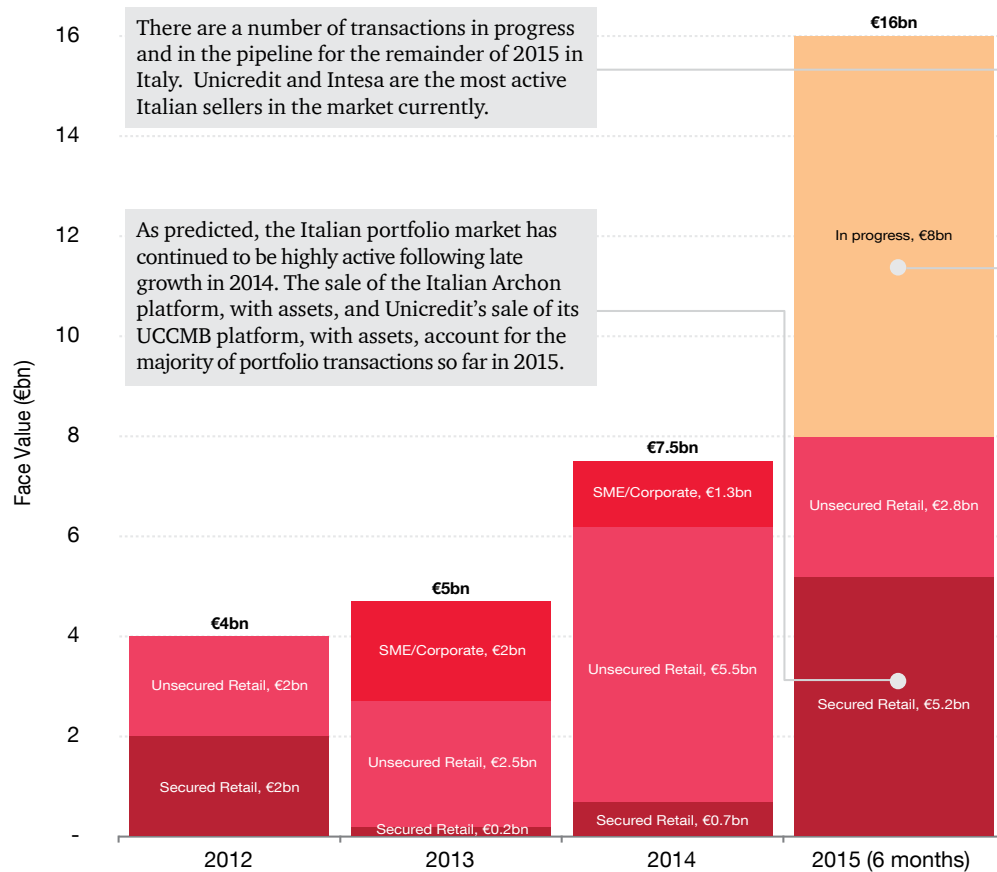 €16bn
16
There are a number of transactions in progress
and in the pipeline for the remainder of 2015 in
Italy.  Unicredit and Intesa are the most active
Italian sellers in the market currently.
14
As predicted, the Italian portfolio market has
continued to be highly active following late
growth in 2014. The sale of the Italian Archon
platform, with assets, and Unicredit’s sale of its
UCCMB platform, with assets, account for the
majority of portfolio transactions so far in 2015.
12
In progress, €8bn
10
Face Value (€bn)
8
€7.5bn
SME/Corporate, €1.3bn
Unsecured Retail, €2.8bn
6
€5bn
€4bn
4
SME/Corporate, €2bn
Unsecured Retail, €5.5bn
Unsecured Retail, €2bn
Secured Retail, €5.2bn
2
Unsecured Retail, €2.5bn
Secured Retail, €2bn
Secured Retail, €0.7bn
Secured Retail, €0.2bn
-
2012
2013
2014
2015 (6 months)